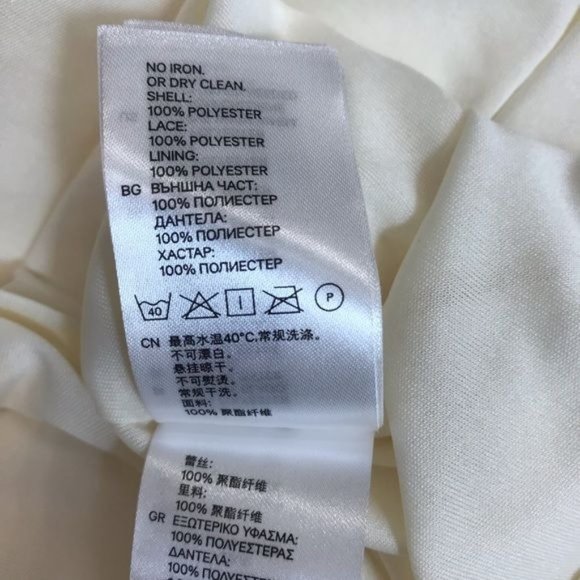 NO IRON.
OR DRY CLEAN.
SHELL:
100% POLYESTER
LACE:
100% POLYESTER
LINING:
100% POLYESTER
BG ВЪНШНА ЧАСТ:
100% ПОЛИЕСТЕР
ДАНТЕЛА:
100% ПОЛИЕСТЕР
ХАСТАР:
100% ПОЛИЕСТЕР
40 P
CN 最高水温40°C,常规洗涤。
不可漂白。
悬挂晾干。
不可熨烫。
常规干洗。
面料:
100% 聚酯纤维
蕾丝:
100% 聚酯纤维
里料:
100% 聚酯纤维
GR ΕΞΩΤΕΡΙΚΟ ΥΦΑΣΜΑ:
100% ΠΟΛΥΕΣΤΕΡΑΣ
ΔΑΝΤΕΛΑ:
100% ΠΟΛΥΕΣΤΕΡΑΣ